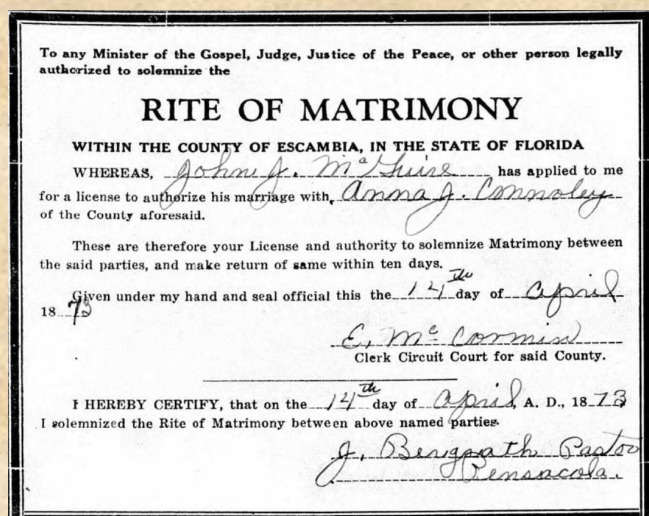 To any Minister of the Gospel, Judge, Justice of the Peace, or other person legally
authorized to solemnize the
RITE OF MATRIMONY
WITHIN THE COUNTY OF ESCAMBIA, IN THE STATE OF FLORIDA
WHEREAS, John J. McGuire has applied to me
for a license to authorize his marriage with, Anna J. Connoley
of the County aforesaid.
These are therefore your License and authority to solemnize Matrimony between
the said parties, and make return of same within ten days.
Given under my hand and seal official this the 14th day of April
1873
E. Mc Cormin
Clerk Circuit Court for said County.
I HEREBY CERTIFY, that on the 14th day of April, A. D., 1873
I solemnized the Rite of Matrimony between above named parties.
J. Bergrath Pastor
Pensacola.